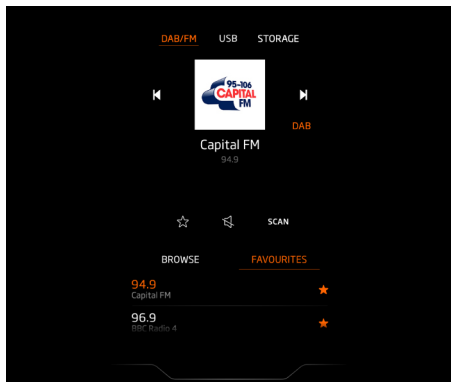 DAB/FM USB STORAGE
95-106
CAPITAL
FM
DAB
Capital FM
94.9
SCAN
BROWSE FAVOURITES
94.9
Capital FM
96.9
BBC Radio 4